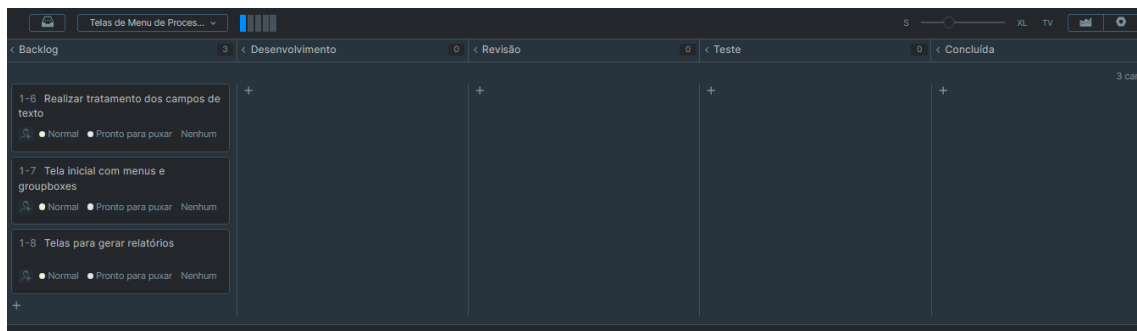 Telas de Menu de Proces...
S XL TV
Backlog 3
Desenvolvimento 0
Revisão 0
Teste 0
Concluída
3 car
1-6 Realizar tratamento dos campos de
texto
Normal Pronto para puxar Nenhum
1-7 Tela inicial com menus e
groupboxes
Normal Pronto para puxar Nenhum
1-8 Telas para gerar relatórios
Normal Pronto para puxar Nenhum